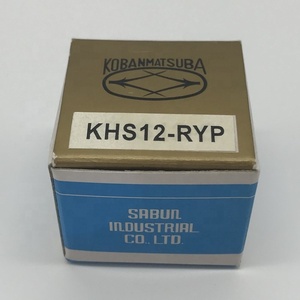 KOBANMATSUBA
KHS12-RYP
SABUN
INDUSTRIAL
CO. LTD.